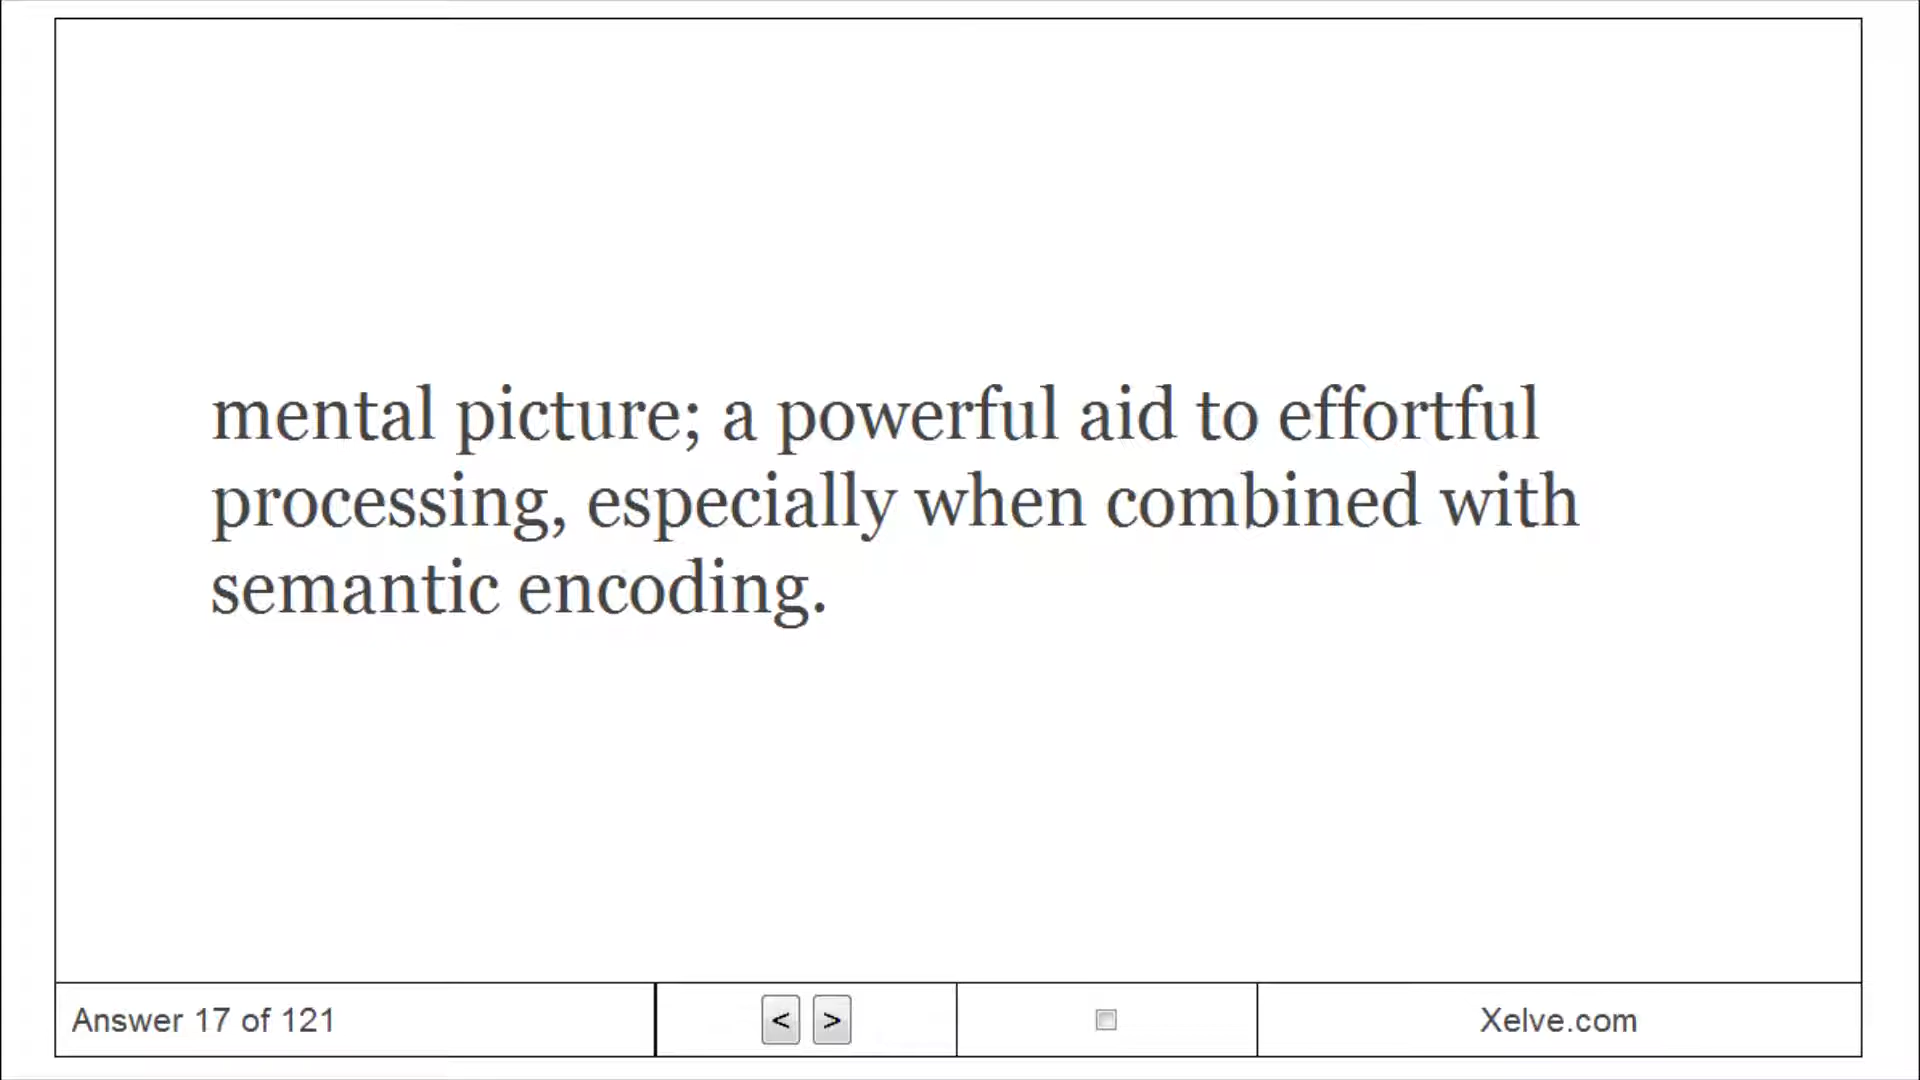 mental picture; a powerful aid to effortful
processing, especially when combined with
semantic encoding.
Answer 17 of 121
< >
Xelve.com